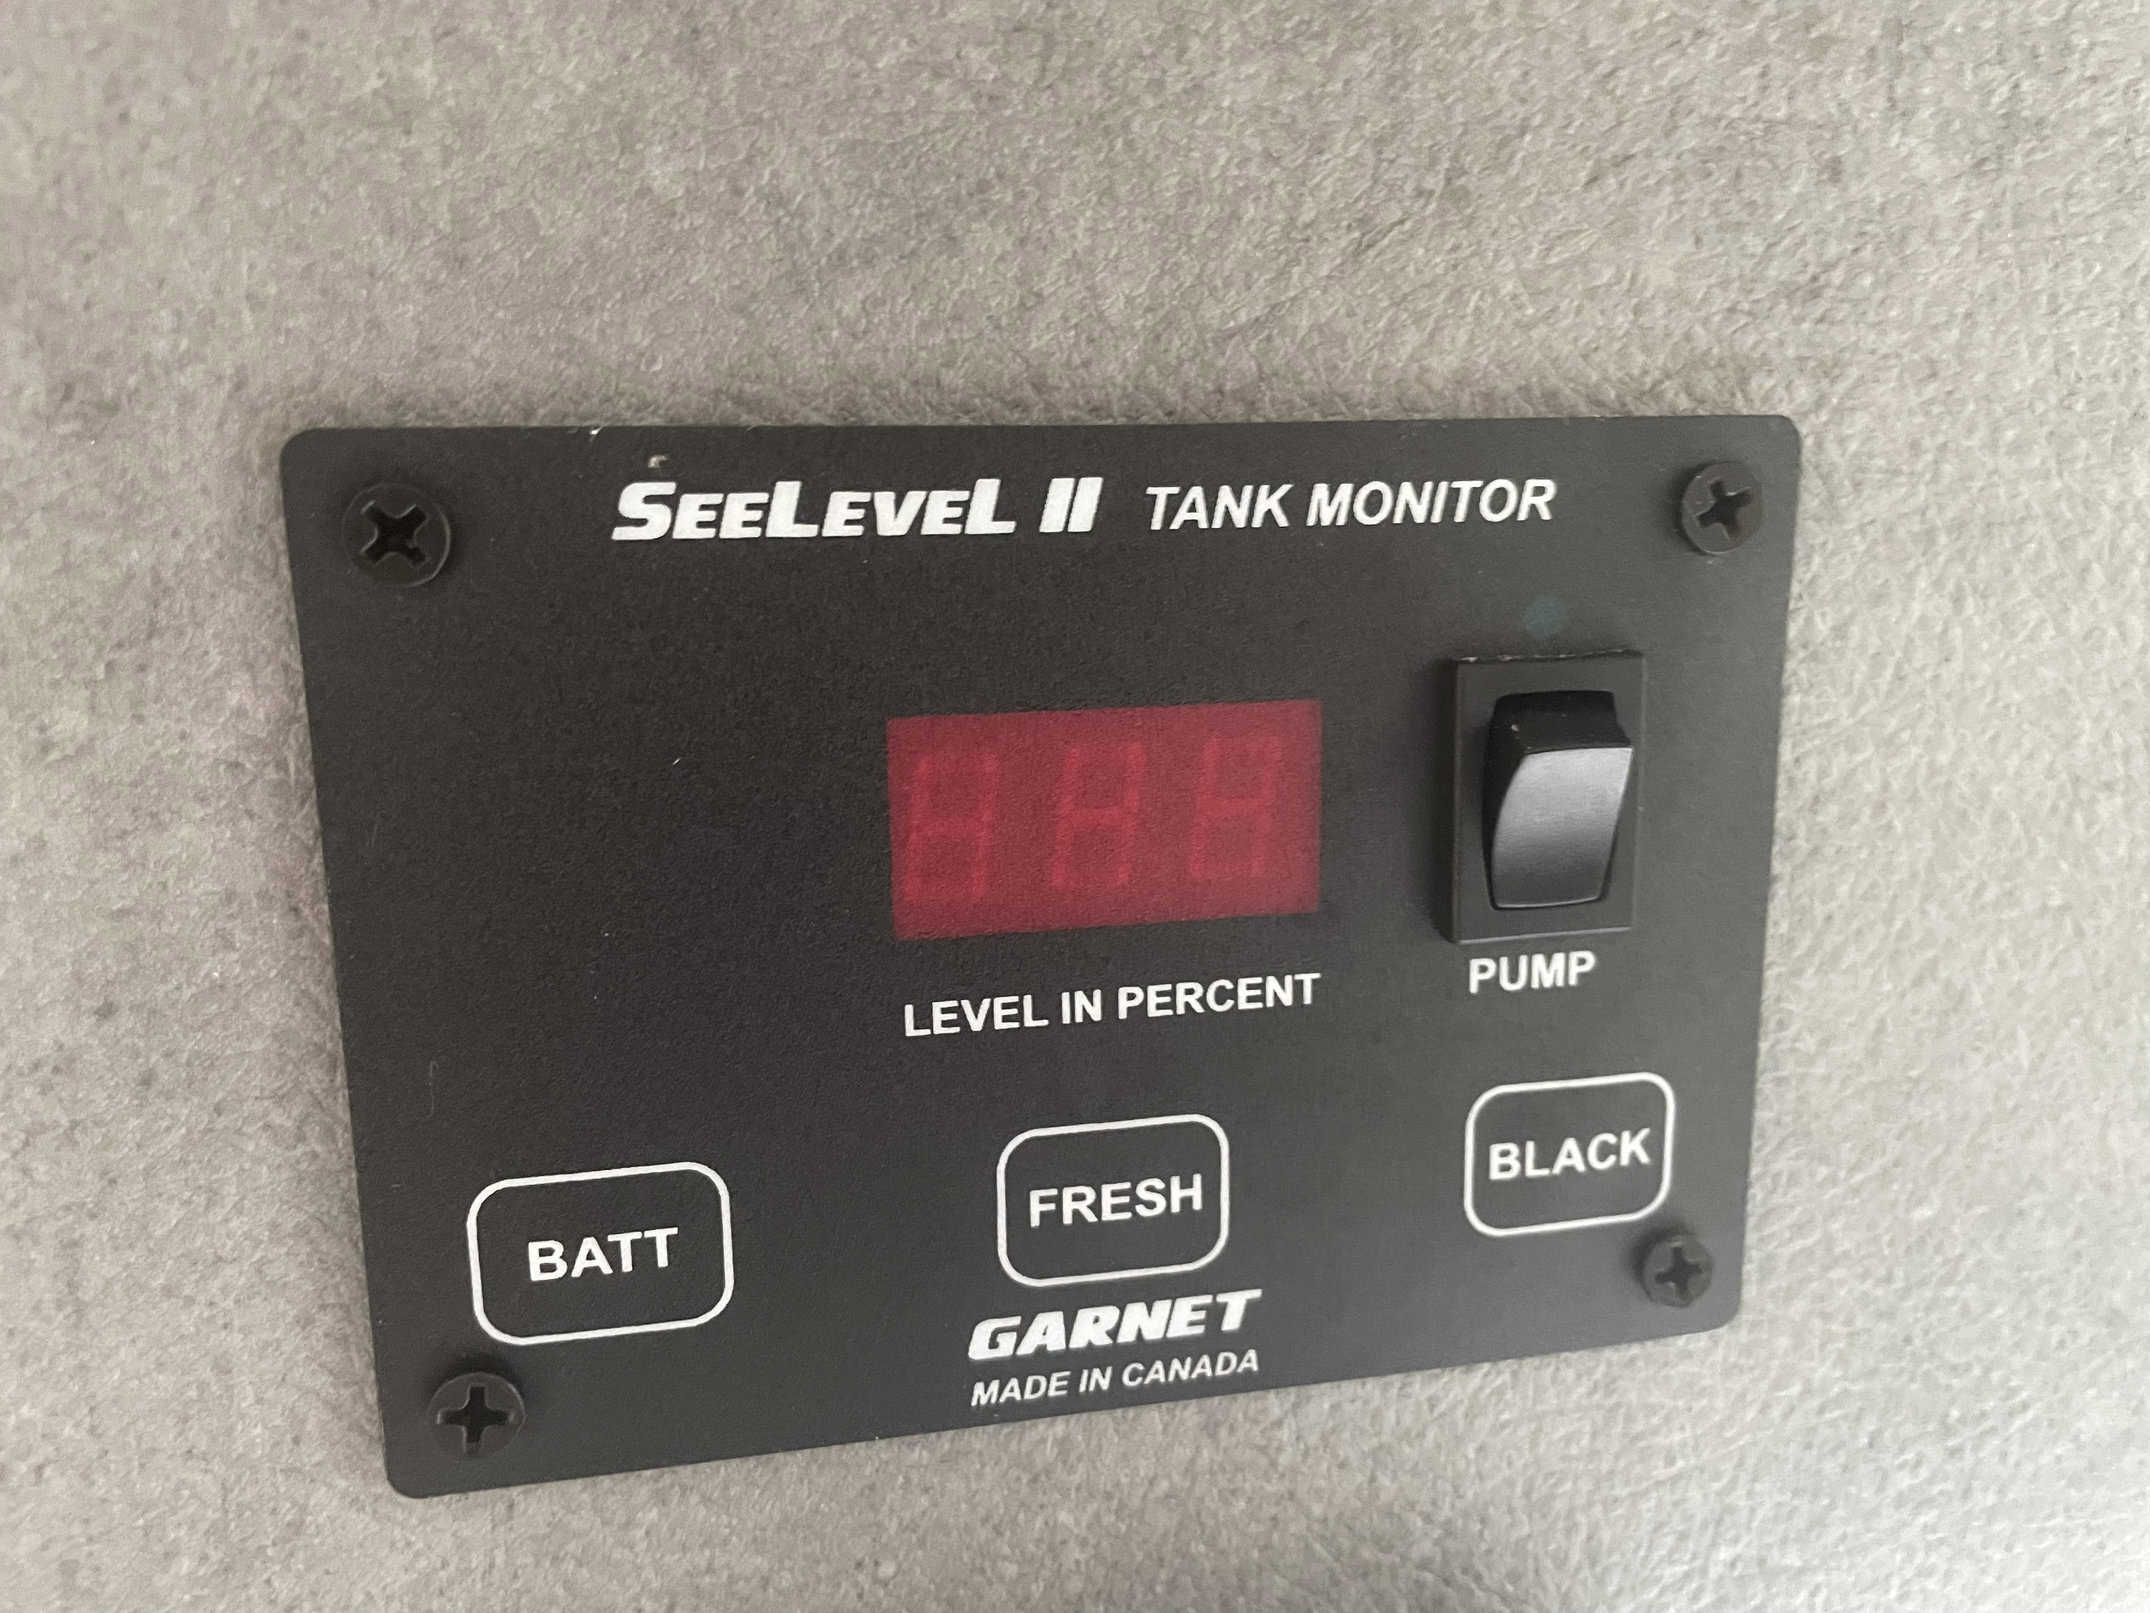 SEELEVEL II TANK MONITOR
LEVEL IN PERCENT
PUMP
BATT
FRESH
BLACK
GARNET
MADE IN CANADA